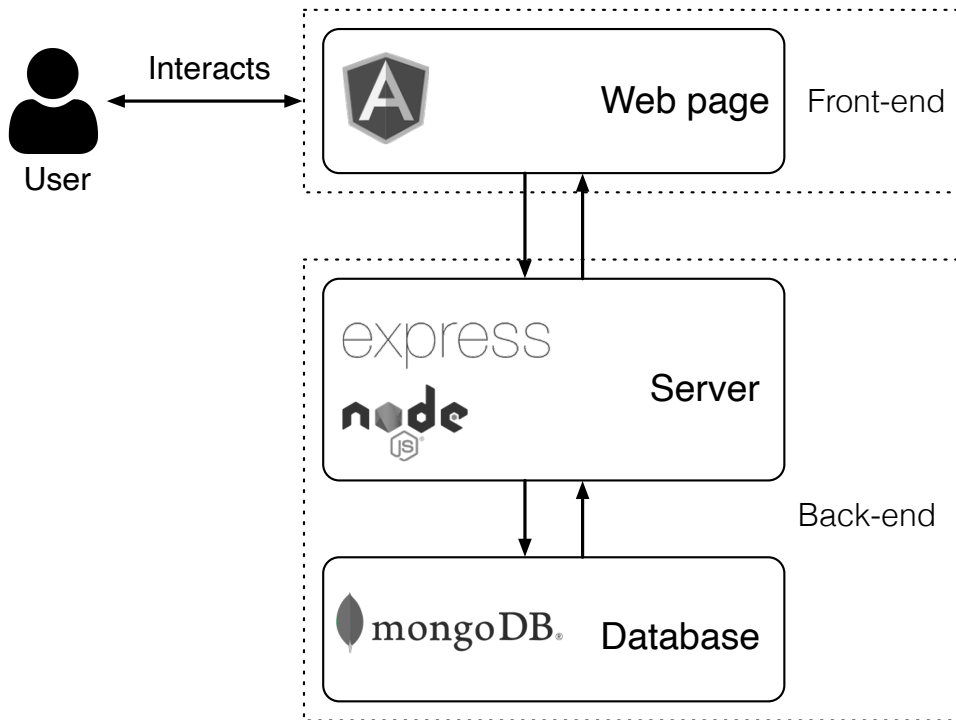 Interacts
User
Web page
Front-end
express
node
JS
Server
Back-end
mongoDB®
Database